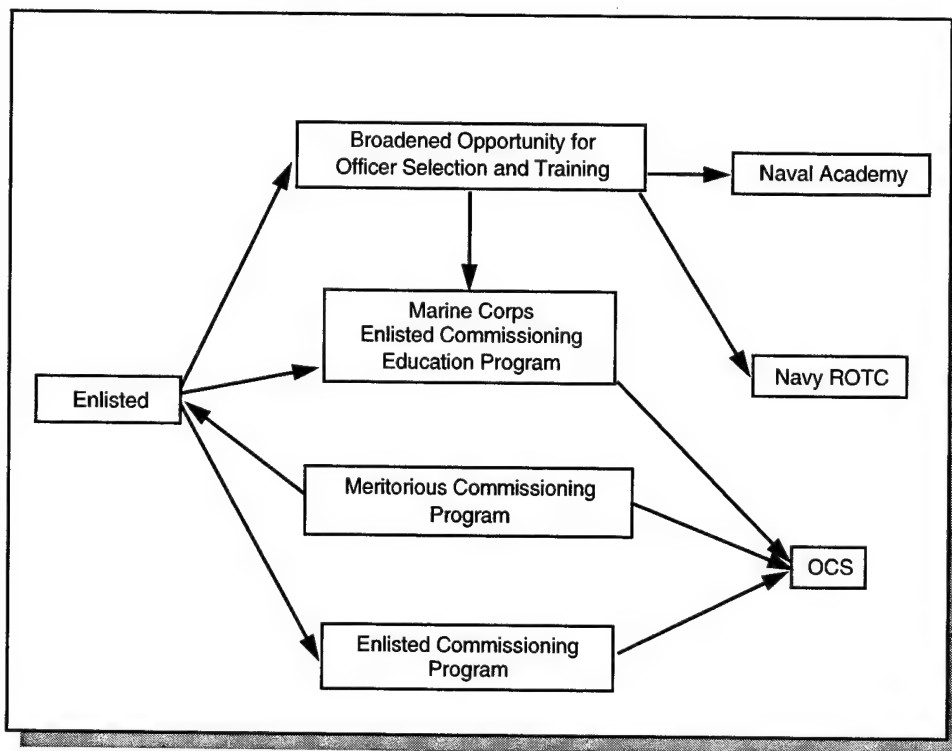 Broadened Opportunity for
Officer Selection and Training
Naval Academy
Marine Corps
Enlisted Commissioning
Education Program
Navy ROTC
Enlisted
Meritorious Commissioning
Program
OCS
Enlisted Commissioning
Program